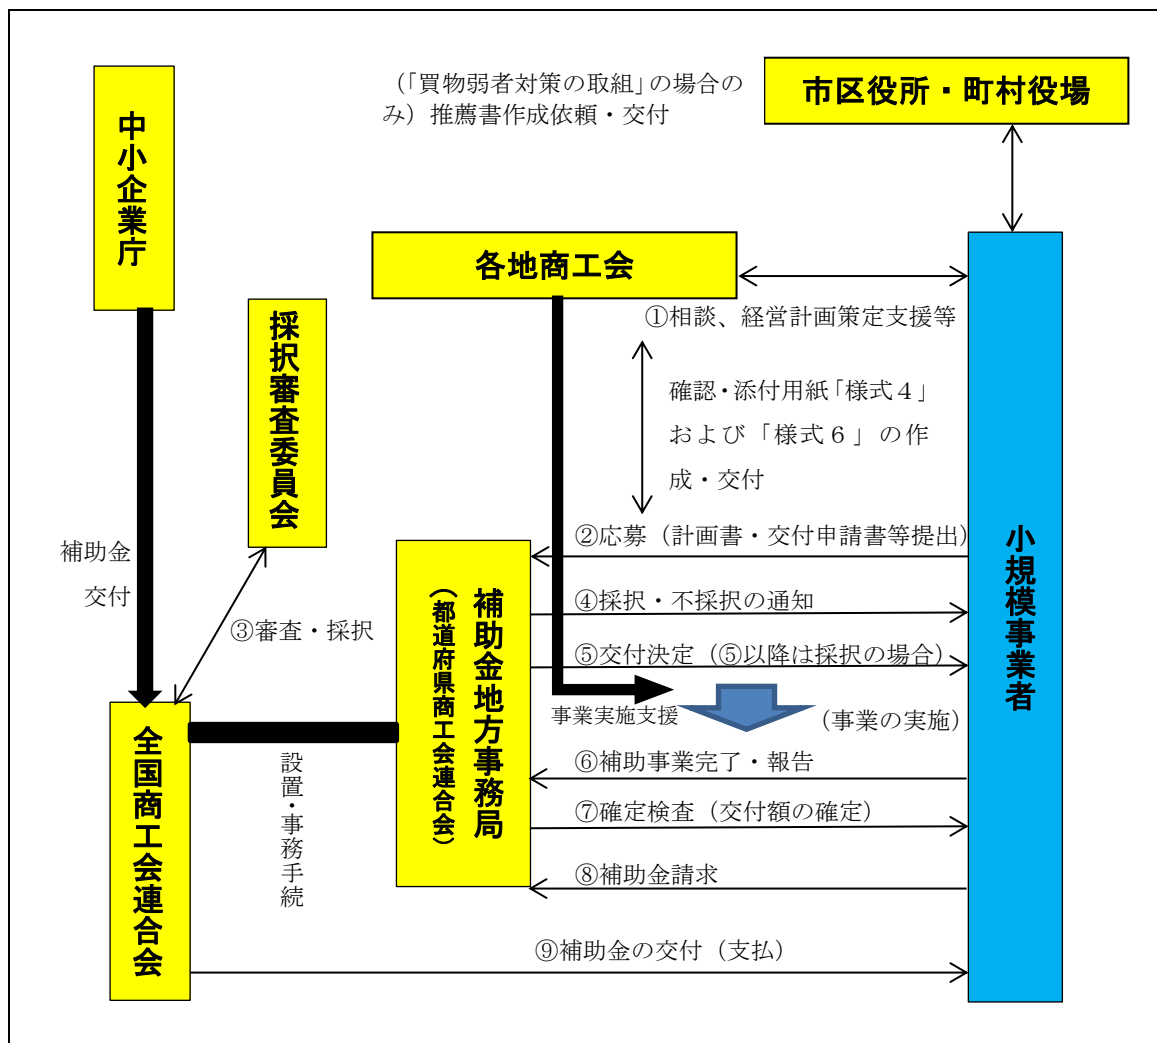 （「買物弱者対策の取組」の場合の
み）推薦書作成依頼・交付
市区役所・町村役場
中小企業庁
各地商工会
採択審査委員会
①相談、経営計画策定支援等
確認・添付用紙「様式４」
および「様式６」の作
成・交付
補助金
交付
②応募（計画書・交付申請書等提出）
小規模事業者
③審査・採択
補助金地方事務局
（都道府県商工会連合会）
④採択・不採択の通知
⑤交付決定（⑤以降は採択の場合）
事業実施支援
（事業の実施）
全国商工会連合会
設置・事務手続
⑥補助事業完了・報告
⑦確定検査（交付額の確定）
⑧補助金請求
⑨補助金の交付（支払）